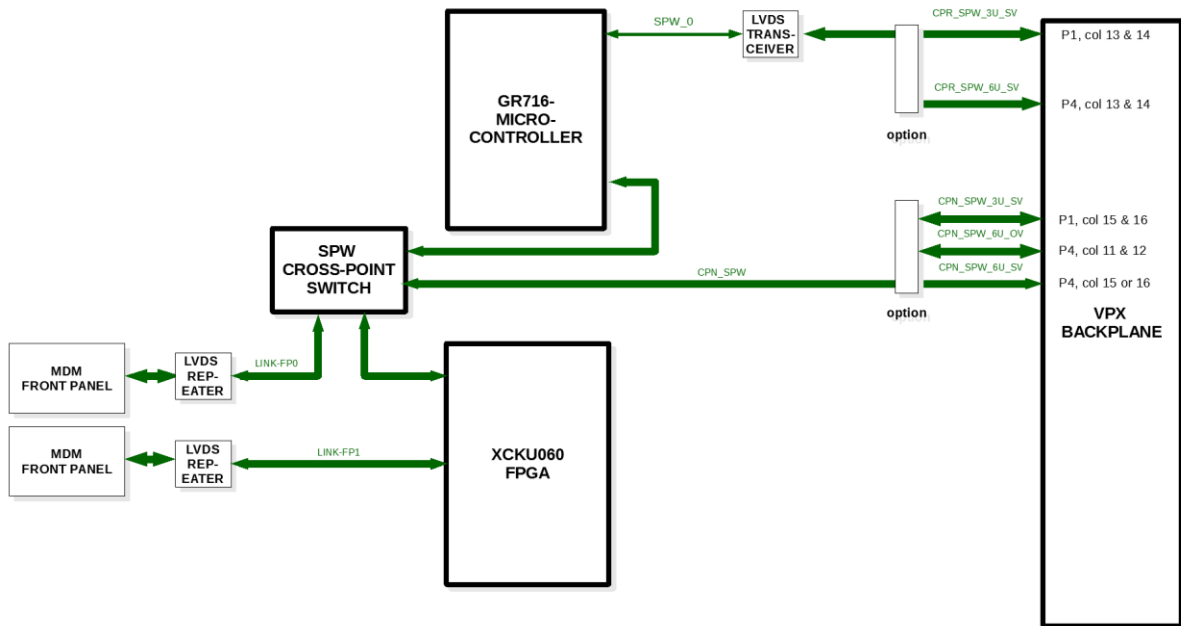 SPW_0
LVDS
TRANS-
CEIVER
CPR_SPW_3U_SV
P1, col 13 & 14
GR716-
MICRO-
CONTROLLER
CPR_SPW_6U_SV
P4, col 13 & 14
option
CPN_SPW_3U_SV
P1, col 15 & 16
CPN_SPW_6U_OV
P4, col 11 & 12
SPW
CROSS-POINT
SWITCH
CPN_SPW
CPN_SPW_6U_SV
P4, col 15 or 16
option
VPX
BACKPLANE
MDM
FRONT PANEL
LVDS
REP-
EATER
LINK-FP0
MDM
FRONT PANEL
LVDS
REP-
EATER
LINK-FP1
XCKU060
FPGA